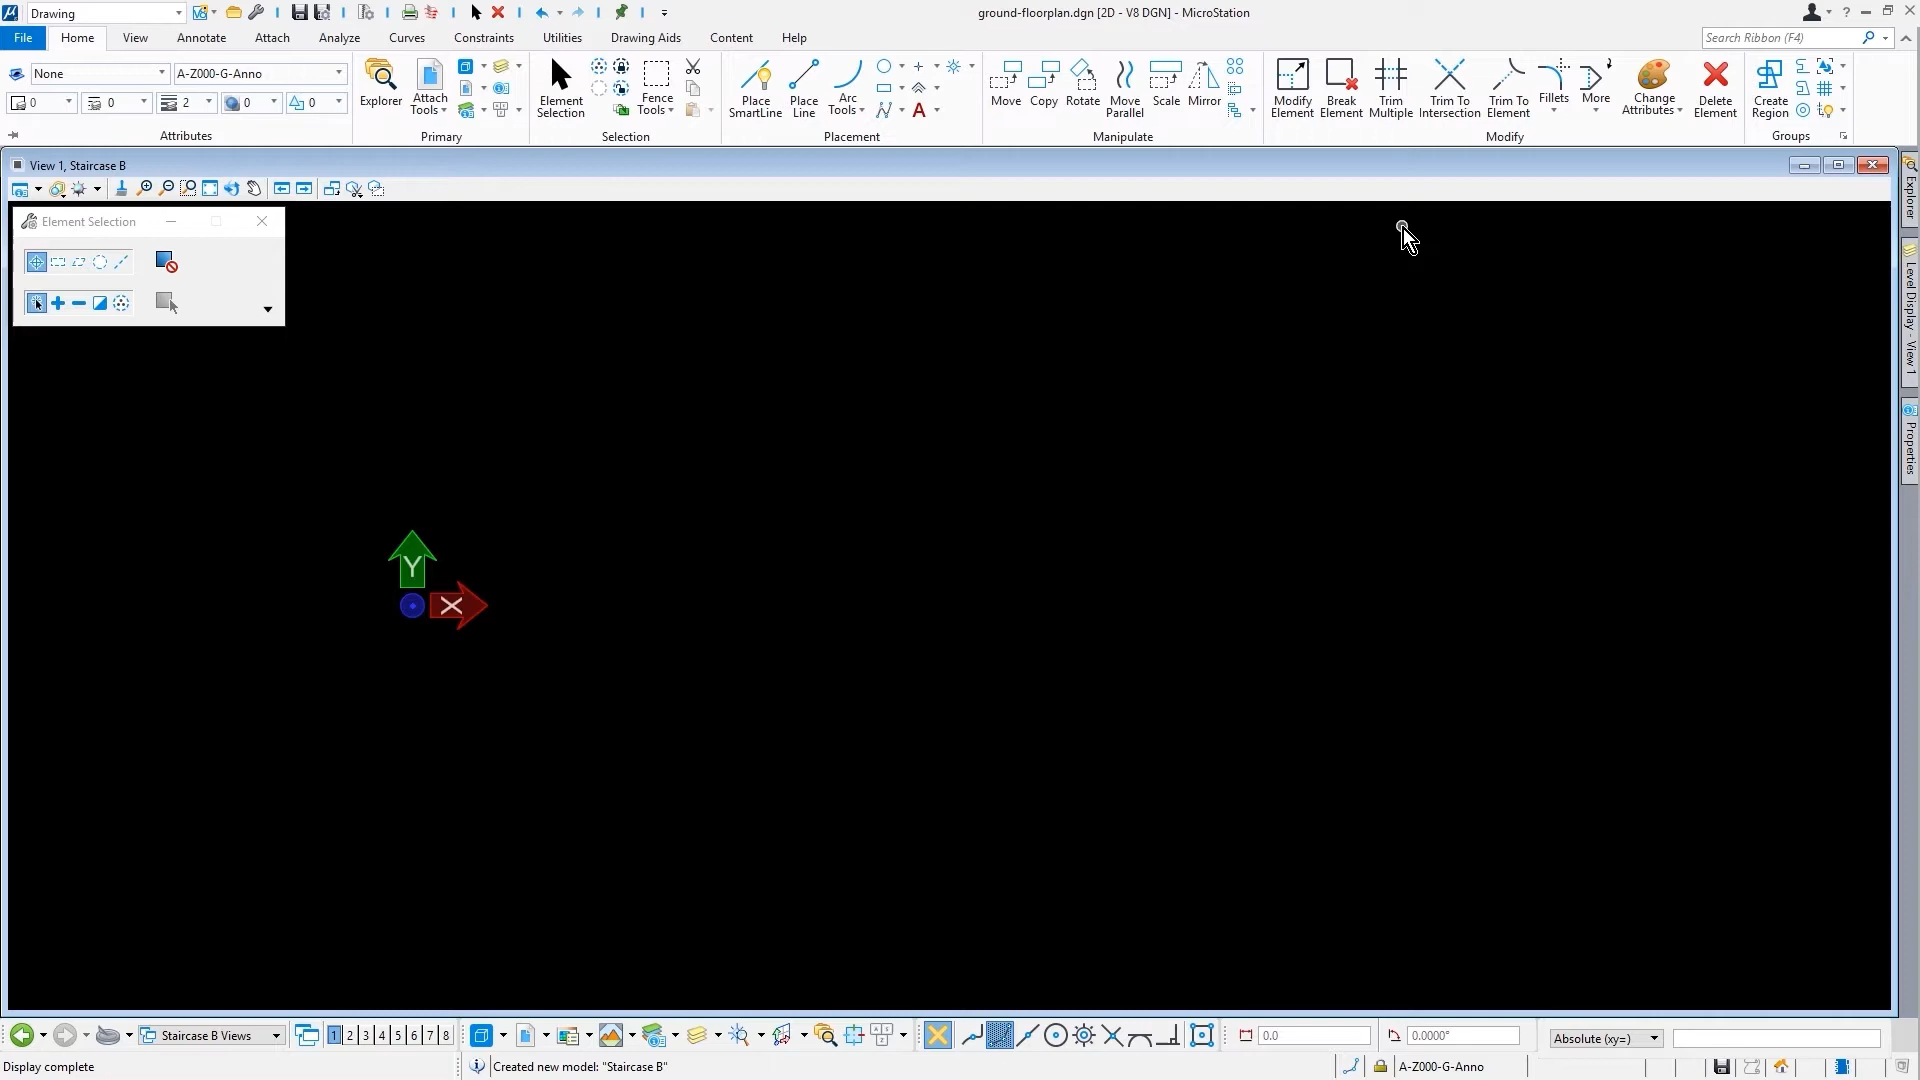 Drawing
ground-floorplan.dgn [2D - V8 DGN] - MicroStation
File Home View Annotate Attach Analyze Curves Constraints Utilities Drawing Aids Content Help
Search Ribbon (F4)
None
A-Z000-G-Anno
0 0 2 0 0
Attributes
Explorer
Attach Tools
Primary
Element Selection
Fence Tools
Selection
Place SmartLine
Place Line
Arc Tools
Placement
Move
Copy
Rotate
Move Parallel
Scale
Mirror
Manipulate
Modify Element
Break Element
Trim Multiple
Trim To Intersection
Trim To Element
Fillets
More
Change Attributes
Delete Element
Modify
Create Region
Groups
View 1, Staircase B
Element Selection
Explorer
Level Display - View 1
Properties
Y
X
Staircase B Views
1 2 3 4 5 6 7 8
0.0
0.0000°
Absolute (xy=)
Display complete
Created new model: "Staircase B"
A-Z000-G-Anno